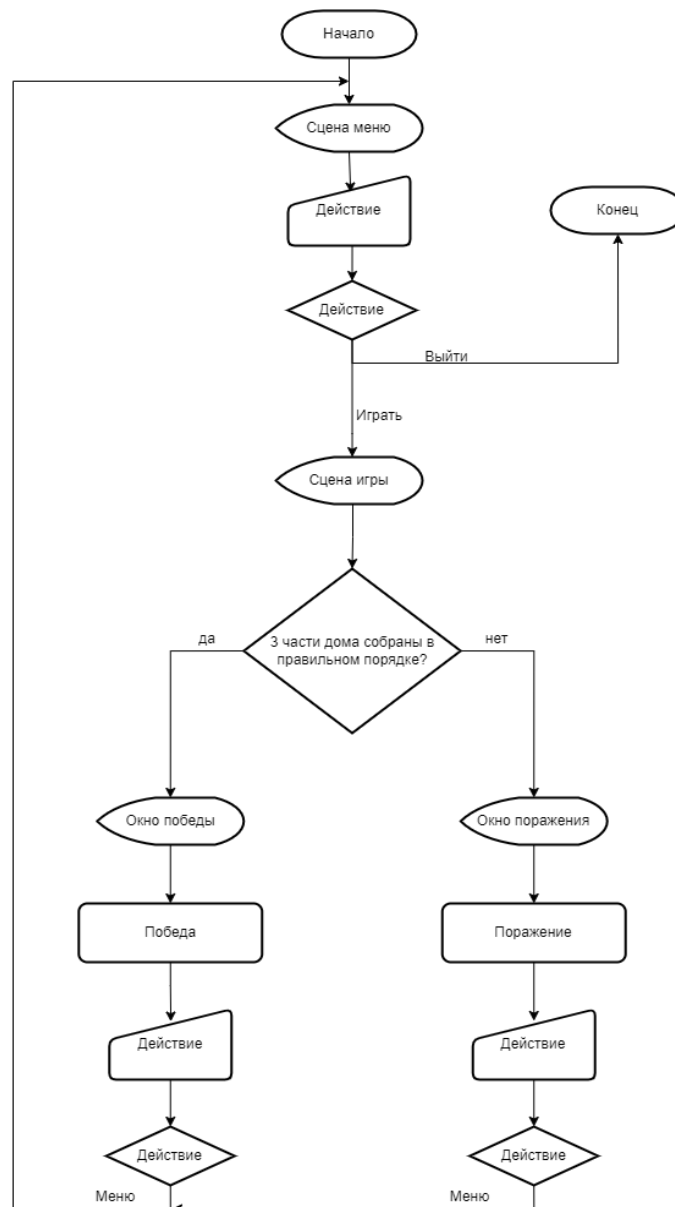 Начало
Сцена меню
Действие
Конец
Действие
Выйти
Играть
Сцена игры
да
3 части дома собраны в
правильном порядке?
нет
Окно победы
Окно поражения
Победа
Поражение
Действие
Действие
Действие
Действие
Меню
Меню